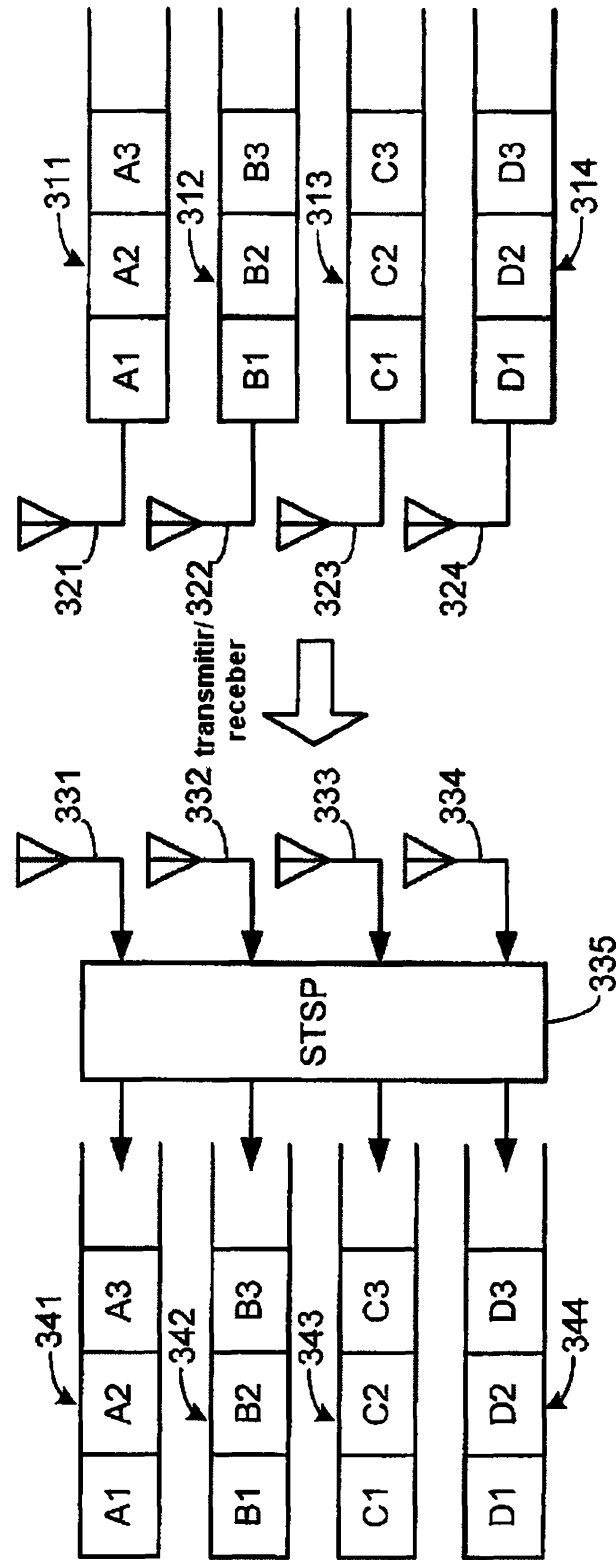 341
A1 A2 A3
342
B1 B2 B3
343
C1 C2 C3
D1 D2 D3
344
STSP
335
331
332
333
334
transmitir/
receber
321
322
323
324
311
A1 A2 A3
312
B1 B2 B3
313
C1 C2 C3
D1 D2 D3
314